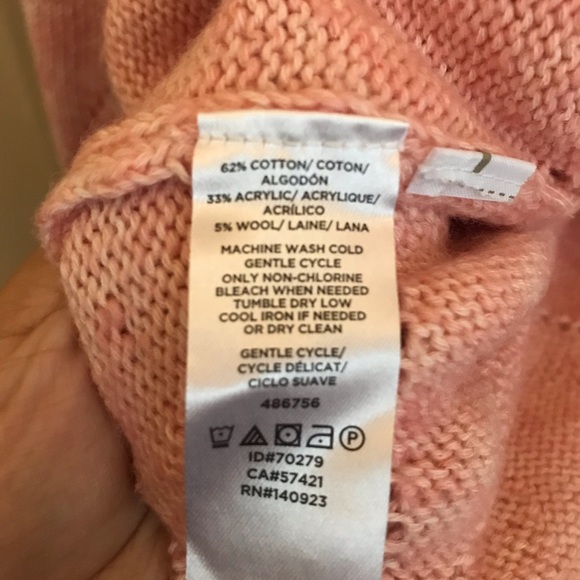 62% COTTON/ COTON/
ALGODÓN
33% ACRYLIC/ ACRYLIQUE/
ACRÍLICO
5% WOOL/ LAINE/ LANA
MACHINE WASH COLD
GENTLE CYCLE
ONLY NON-CHLORINE
BLEACH WHEN NEEDED
TUMBLE DRY LOW
COOL IRON IF NEEDED
OR DRY CLEAN
GENTLE CYCLE/
CYCLE DÉLICAT/
CICLO SUAVE
486756
P
ID#70279
CA#57421
RN#140923